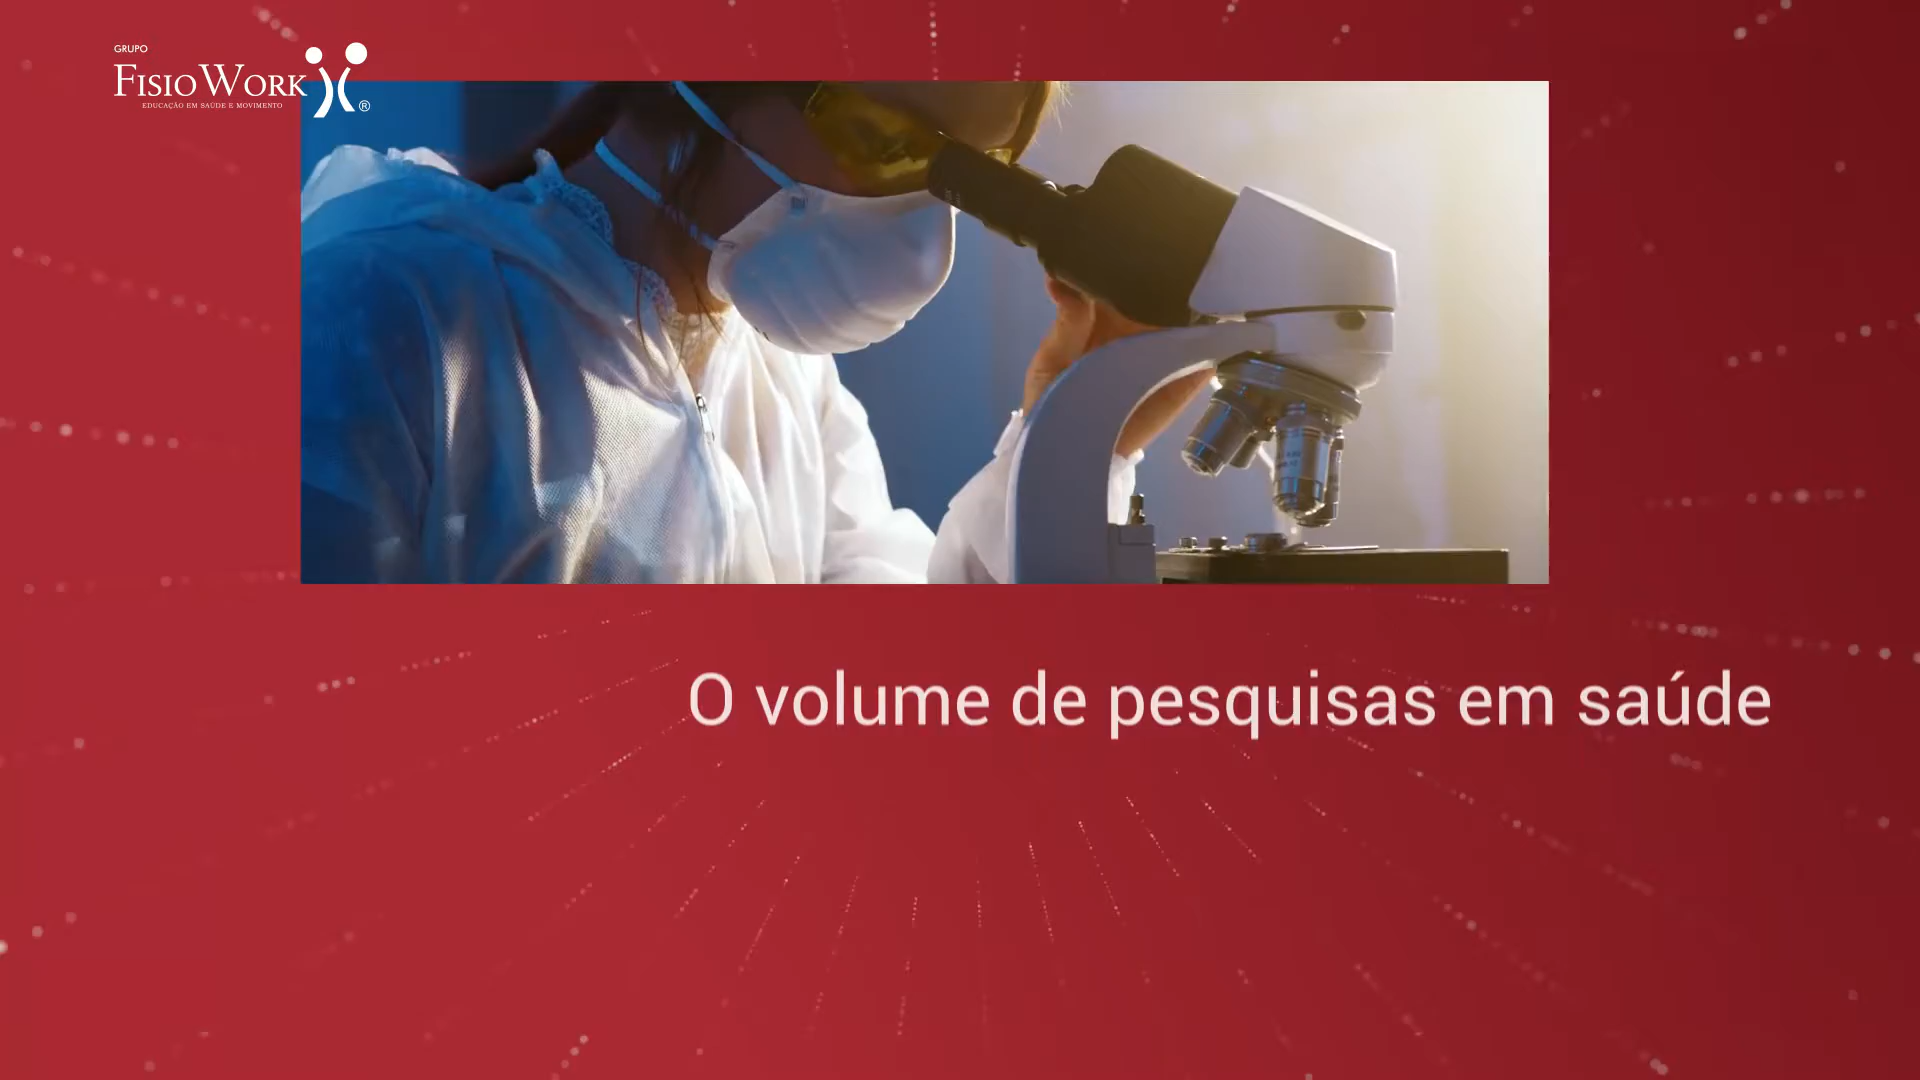 GRUPO
FISIOWORK
EDUCAÇÃO EM SAÚDE E MOVIMENTO ®
O volume de pesquisas em saúde